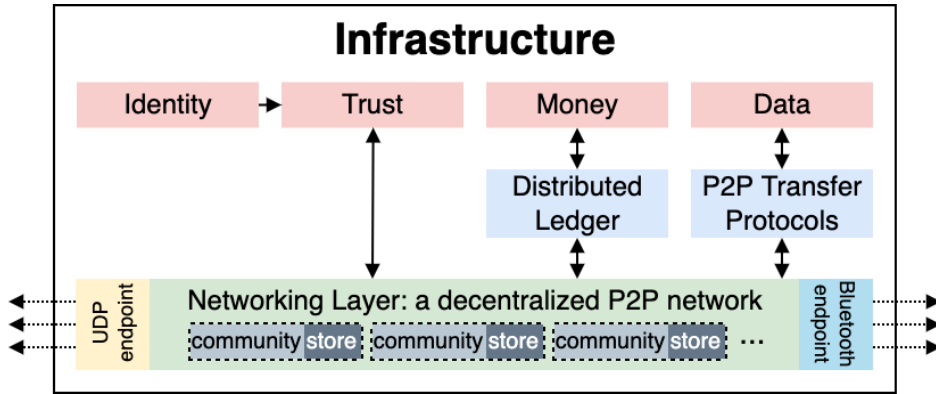 Infrastructure
Identity
Trust
Money
Data
Distributed
Ledger
P2P Transfer
Protocols
UDP
endpoint
Networking Layer: a decentralized P2P network
community store
community store
community store
...
Bluetooth
endpoint